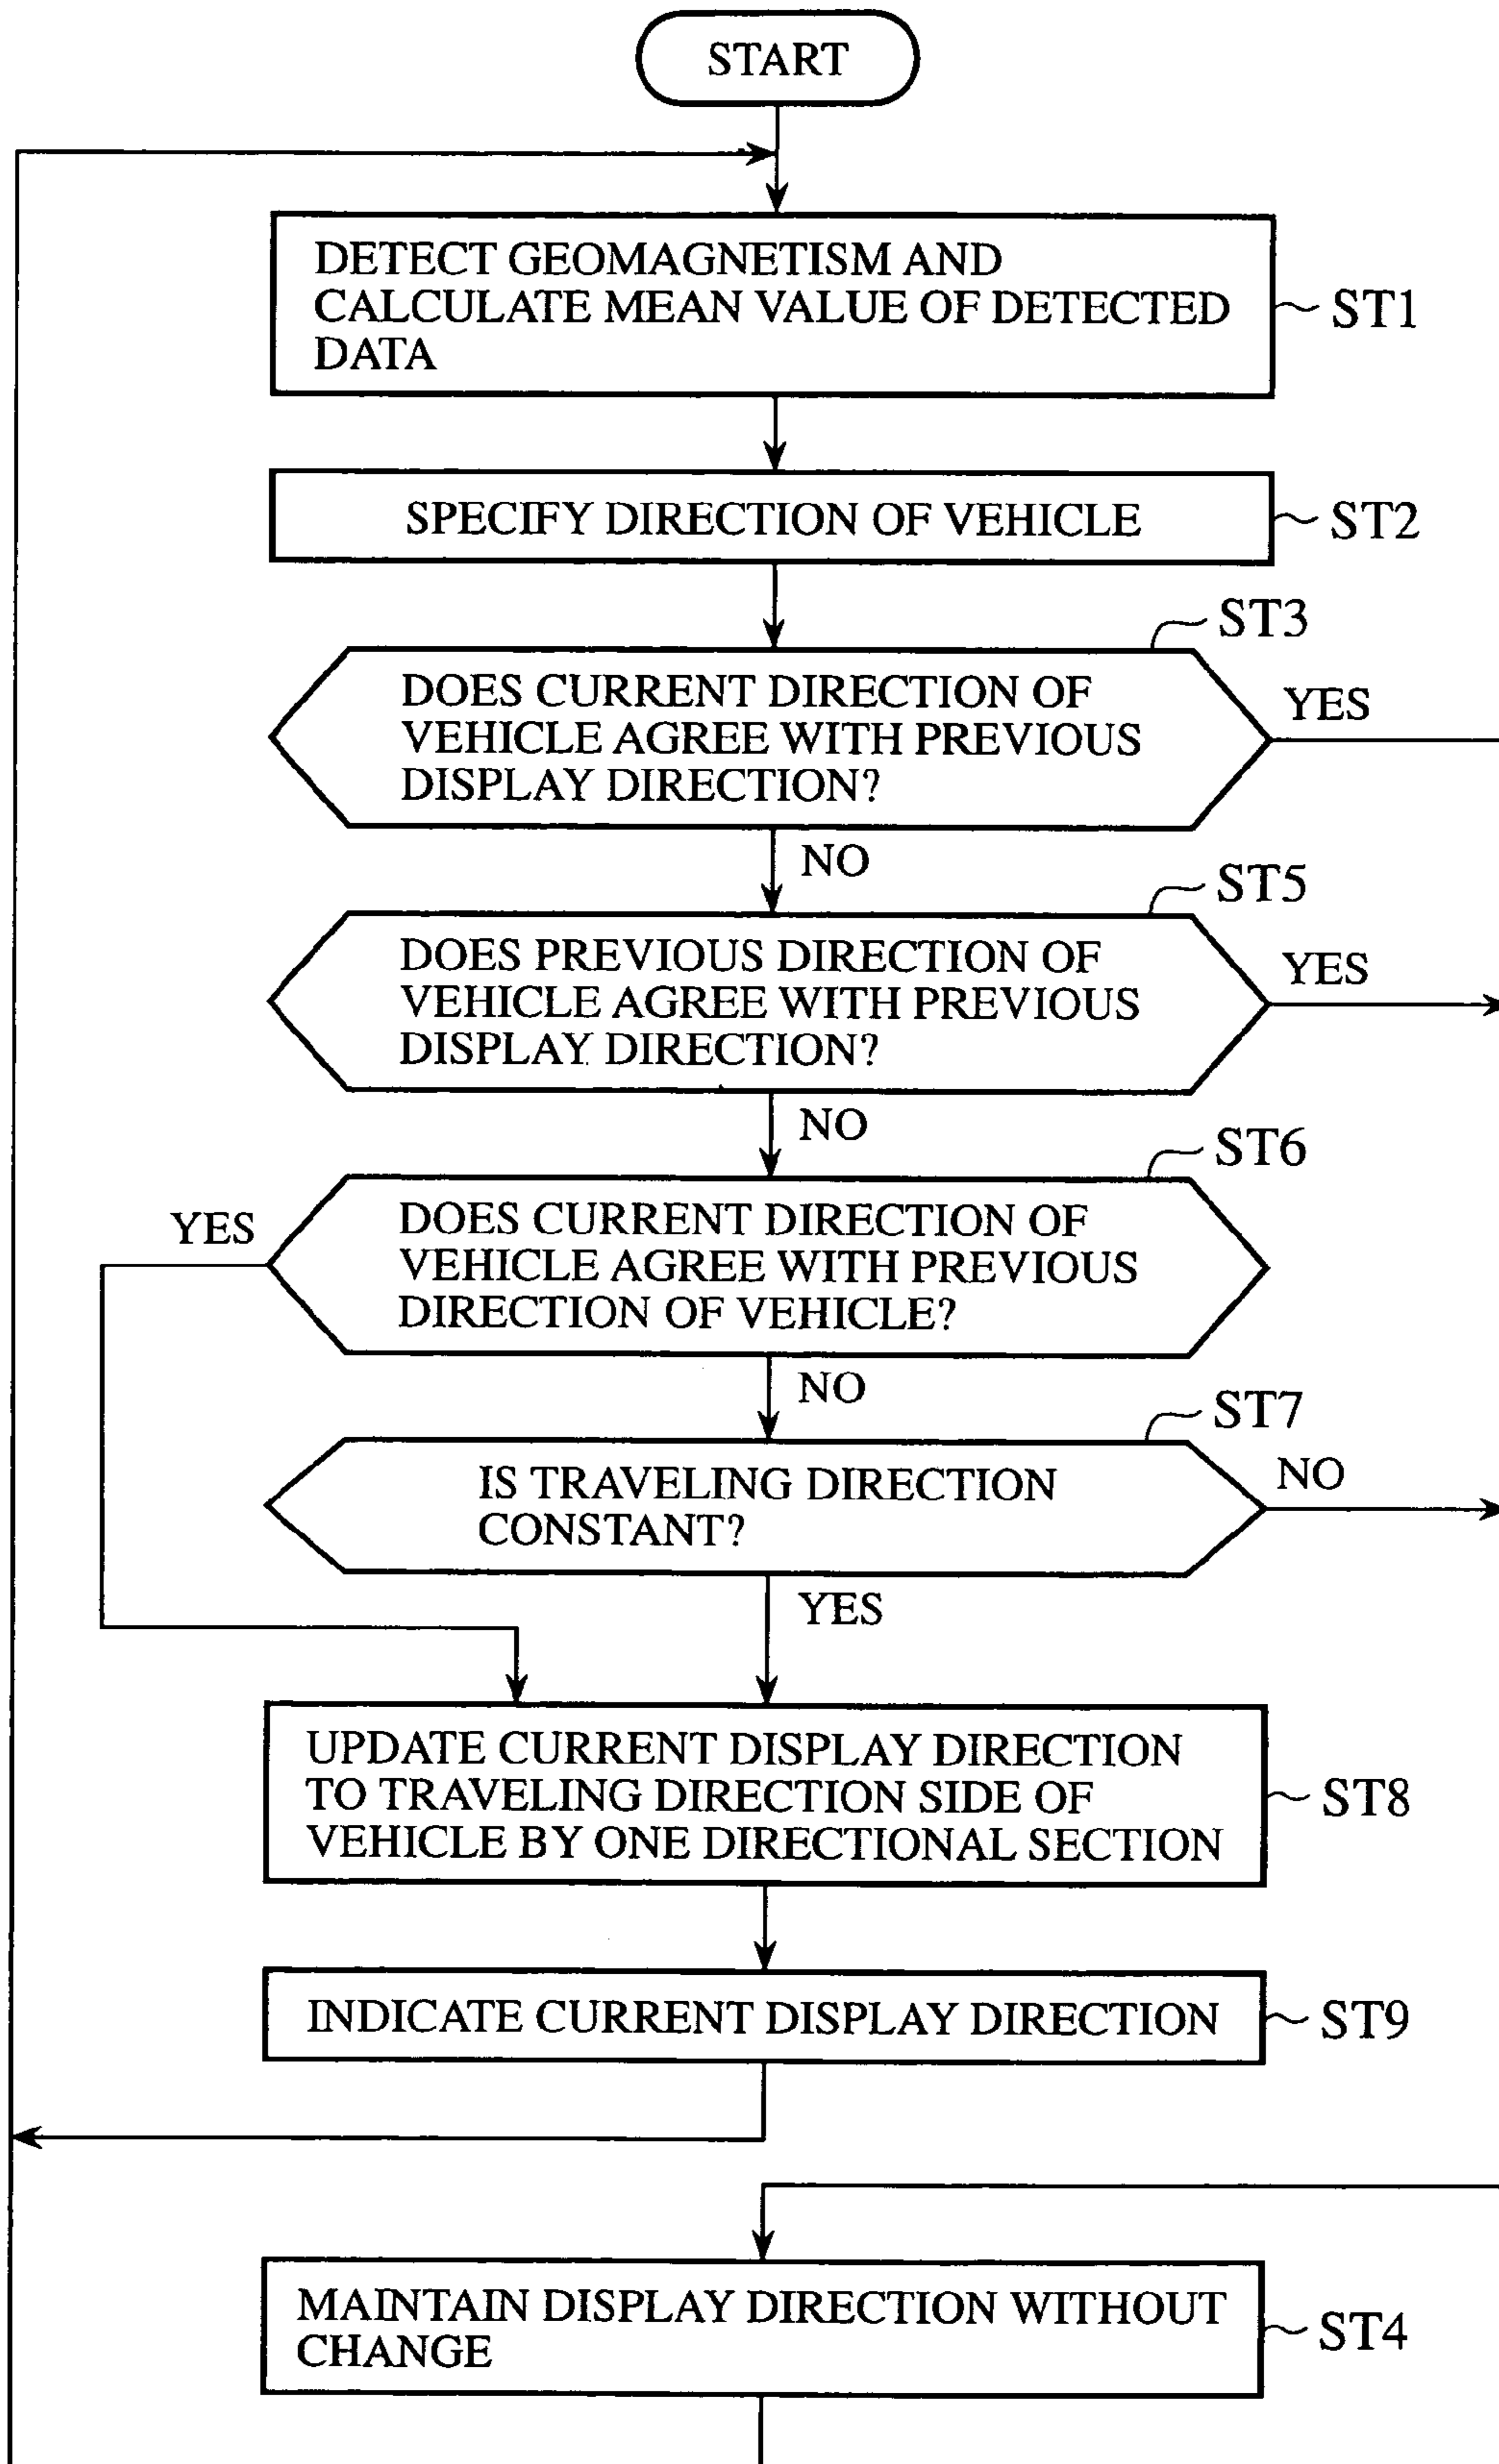 START
DETECT GEOMAGNETISM AND
CALCULATE MEAN VALUE OF DETECTED
DATA
ST1
SPECIFY DIRECTION OF VEHICLE
ST2
ST3
DOES CURRENT DIRECTION OF
VEHICLE AGREE WITH PREVIOUS
DISPLAY DIRECTION?
YES
NO
ST5
DOES PREVIOUS DIRECTION OF
VEHICLE AGREE WITH PREVIOUS
DISPLAY DIRECTION?
YES
NO
ST6
YES
DOES CURRENT DIRECTION OF
VEHICLE AGREE WITH PREVIOUS
DIRECTION OF VEHICLE?
NO
ST7
IS TRAVELING DIRECTION
CONSTANT?
NO
YES
UPDATE CURRENT DISPLAY DIRECTION
TO TRAVELING DIRECTION SIDE OF
VEHICLE BY ONE DIRECTIONAL SECTION
ST8
INDICATE CURRENT DISPLAY DIRECTION
ST9
MAINTAIN DISPLAY DIRECTION WITHOUT
CHANGE
ST4